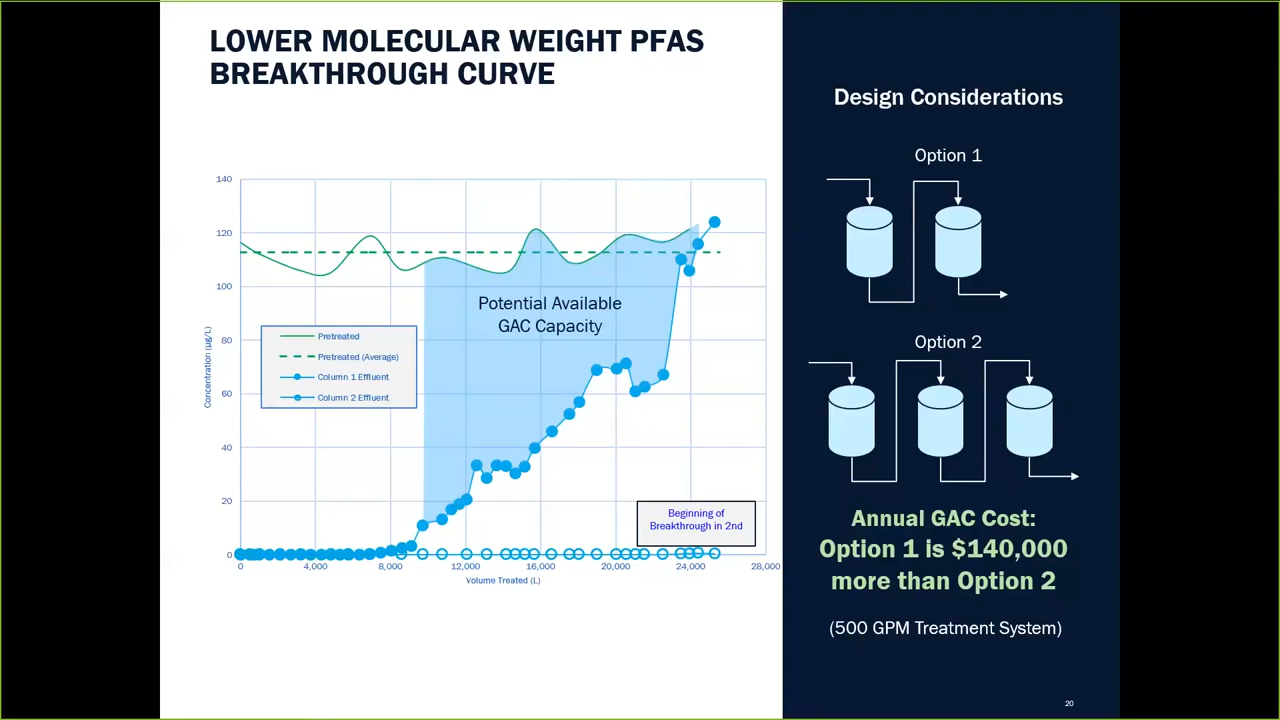 LOWER MOLECULAR WEIGHT PFAS
BREAKTHROUGH CURVE
140
120
100
80
60
40
20
0
Concentration (µg/L)
Pretreated
Pretreated (Average)
Column 1 Effluent
Column 2 Effluent
Potential Available
GAC Capacity
Beginning of
Breakthrough in 2nd
0
4,000
8,000
12,000
16,000
20,000
24,000
28,000
Volume Treated (L)
Design Considerations
Option 1
Option 2
Annual GAC Cost:
Option 1 is $140,000
more than Option 2
(500 GPM Treatment System)
20